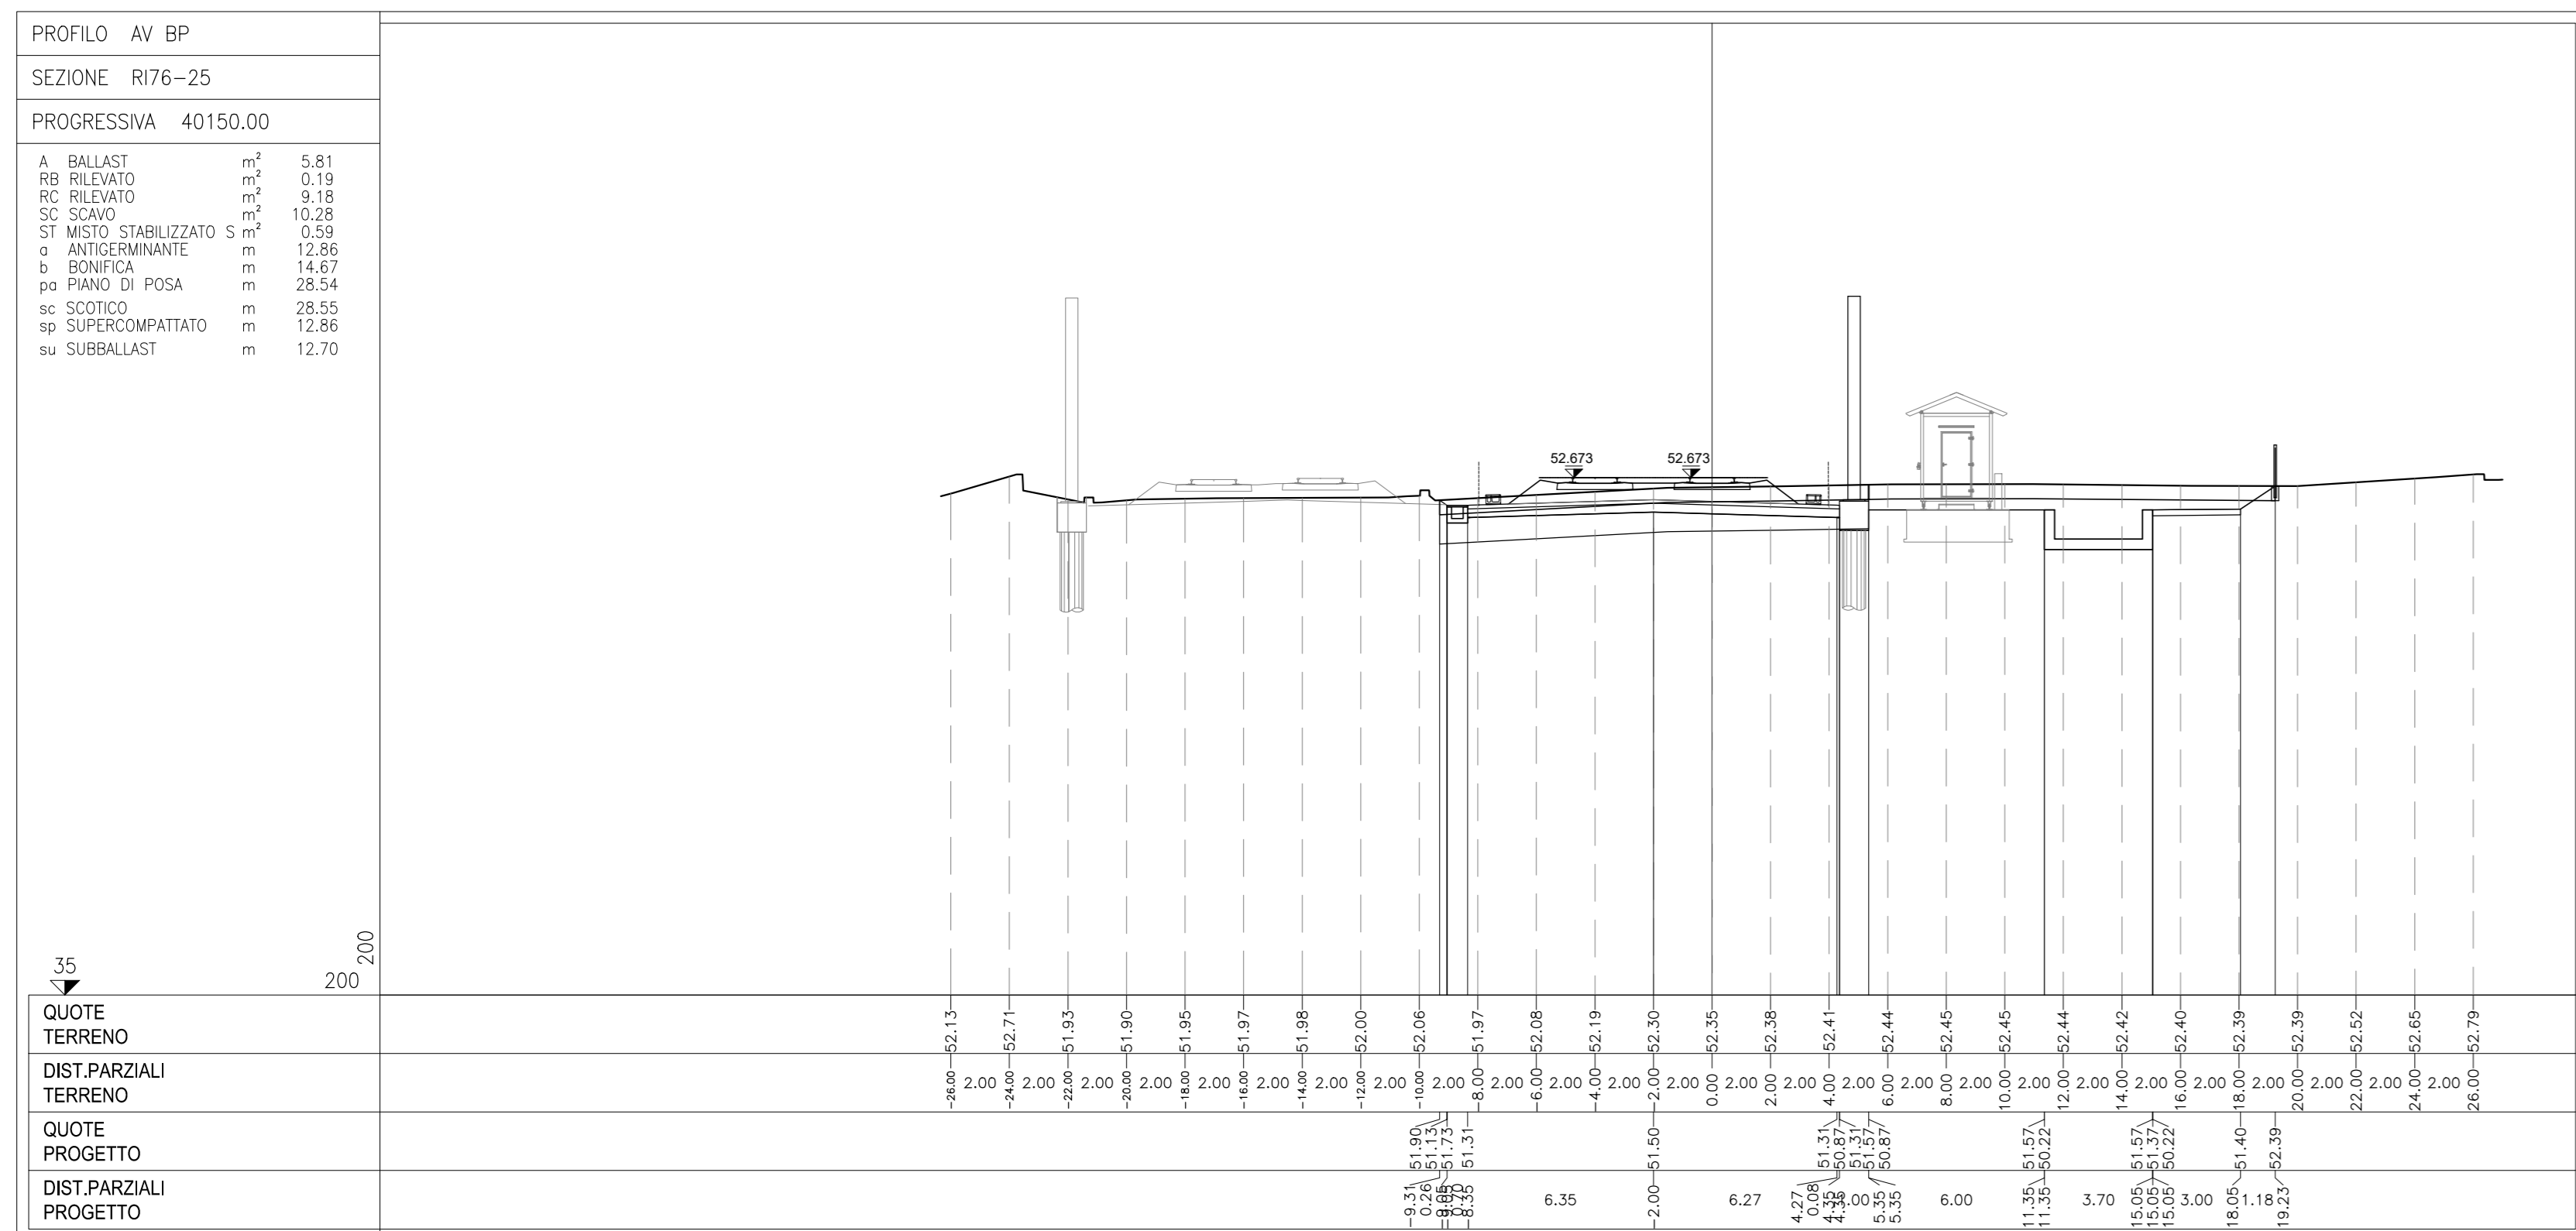 PROFILO AV BP
SEZIONE RI76-25
PROGRESSIVA 40150.00
A BALLAST m² 5.81
RB RILEVATO m² 0.19
RC RILEVATO m² 9.18
SC SCAVO m² 10.28
ST MISTO STABILIZZATO S m² 0.59
a ANTIGERMINANTE m 12.86
b BONIFICA m 14.67
pa PIANO DI POSA m 28.54
sc SCOTICO m 28.55
sp SUPERCOMPATTATO m 12.86
su SUBBALLAST m 12.70
52.673 52.673
35 200 200
QUOTE TERRENO
52.13 52.71 51.93 51.90 51.95 51.97 51.98 52.00 52.06 51.97 52.08 52.19 52.30 52.35 52.38 52.41 52.44 52.45 52.45 52.44 52.42 52.40 52.39 52.39 52.52 52.65 52.79
DIST.PARZIALI TERRENO
-26.00 2.00 -24.00 2.00 -22.00 2.00 -20.00 2.00 -18.00 2.00 -16.00 2.00 -14.00 2.00 -12.00 2.00 -10.00 2.00 -8.00 2.00 -6.00 2.00 -4.00 2.00 -2.00 2.00 0.00 2.00 2.00 2.00 4.00 2.00 6.00 2.00 8.00 2.00 10.00 2.00 12.00 2.00 14.00 2.00 16.00 2.00 18.00 2.00 20.00 2.00 22.00 2.00 24.00 2.00 26.00
QUOTE PROGETTO
51.90 51.13 51.73 51.31 51.50 51.31 50.87 51.31 51.57 50.87 51.57 50.22 51.57 51.37 50.22 51.40 52.39
DIST.PARZIALI PROGETTO
-9.31 0.26 -9.05 -9.05 0.70 -8.35 6.35 -2.00 6.27 4.27 0.08 4.35 4.35 1.00 5.35 5.35 6.00 11.35 11.35 3.70 15.05 15.05 15.05 3.00 18.05 1.18 19.23